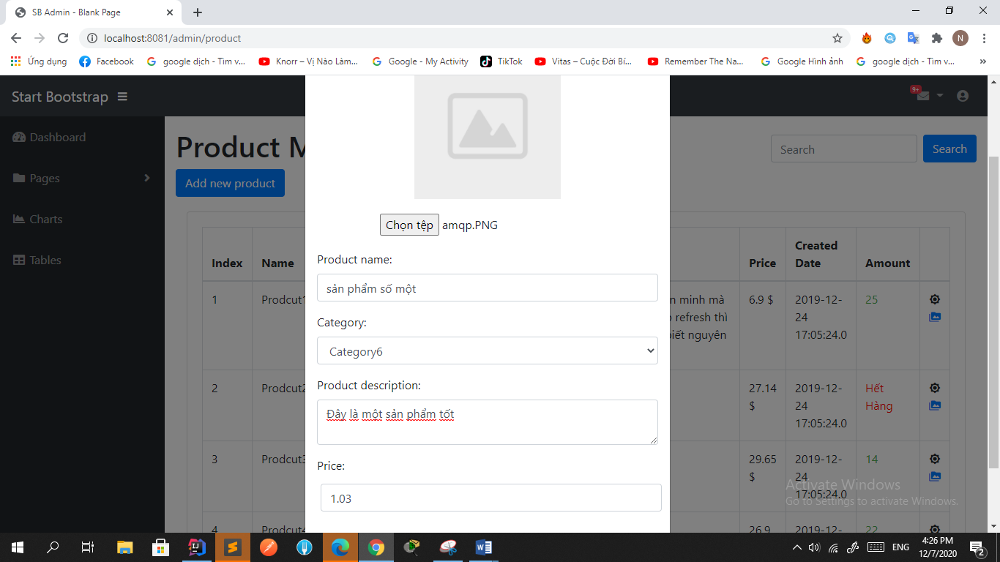 SB Admin - Blank Page
localhost:8081/admin/product
N
Ứng dụng
Facebook
google dịch - Tìm v...
Knorr – Vị Nào Làm...
Google - My Activity
TikTok
Vitas – Cuộc Đời Bí...
Remember The Na...
Google Hình ảnh
google dịch - Tìm v...
Start Bootstrap
9+
Dashboard
Pages
Charts
Tables
Product M
Search
Search
Add new product
Chọn tệp amqp.PNG
Product name:
sản phẩm số một
Category:
Category6
Product description:
Đây là một sản phẩm tốt
Price:
1.03
Index Name Price Created Date Amount
1 Prodcut1 n minh mà 6.9 $ 2019-12- 25
refresh thì 24
biết nguyên 17:05:24.0
2 Prodcut2 27.14 2019-12- Hết
$ 24 Hàng
17:05:24.0
3 Prodcut3 29.65 2019-12- 14
$ 24
17:05:24.0
4 Prodcut4 26.9 2019-12- 22
Activate Windows
Go to Settings to activate Windows.
ENG
4:26 PM
12/7/2020
2